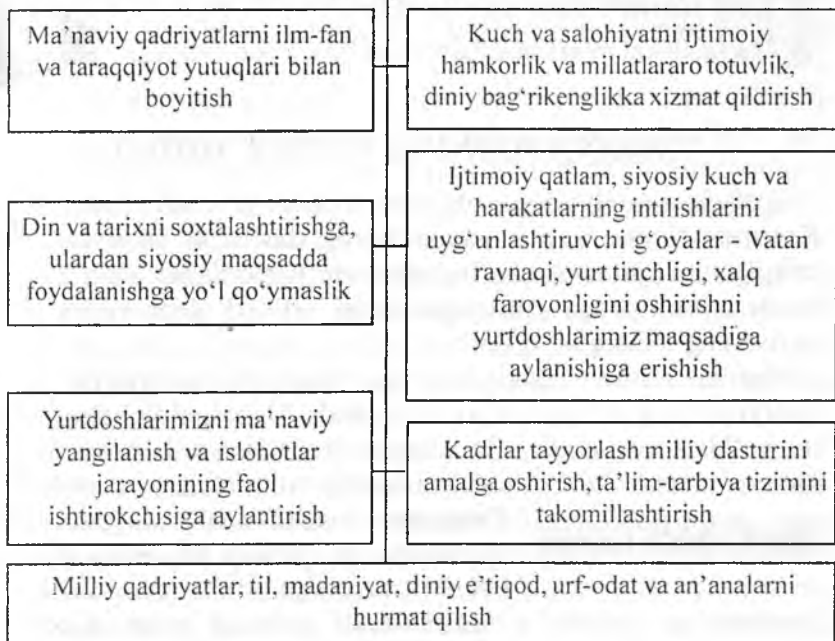 Ma'naviy qadriyatlarni ilm-fan
va taraqqiyot yutuqlari bilan
boyitish
Kuch va salohiyatni ijtimoiy
hamkorlik va millatlararo totuvlik,
diniy bag‘rikenglikka xizmat qildirish
Din va tarixni soxtalashtirishga,
ulardan siyosiy maqsadda
foydalanishga yo‘l qo‘ymaslik
Ijtimoiy qatlam, siyosiy kuch va
harakatlarning intilishlarini
uyg‘unlashtiruvchi g‘oyalar – Vatan
ravnaqi, yurt tinchligi, xalq
farovonligini oshirishni
yurtdoshlarimiz maqsadiga
aylanishiga erishish
Yurtdoshlarimizni ma'naviy
yangilanish va islohotlar
jarayonining faol
ishtirokchisiga aylantirish
Kadrlar tayyorlash milliy dasturini
amalga oshirish, ta’lim-tarbiya tizimini
takomillashtirish
Milliy qadriyatlar, til, madaniyat, diniy e’tiqod, urf-odat va an’analarni
hurmat qilish